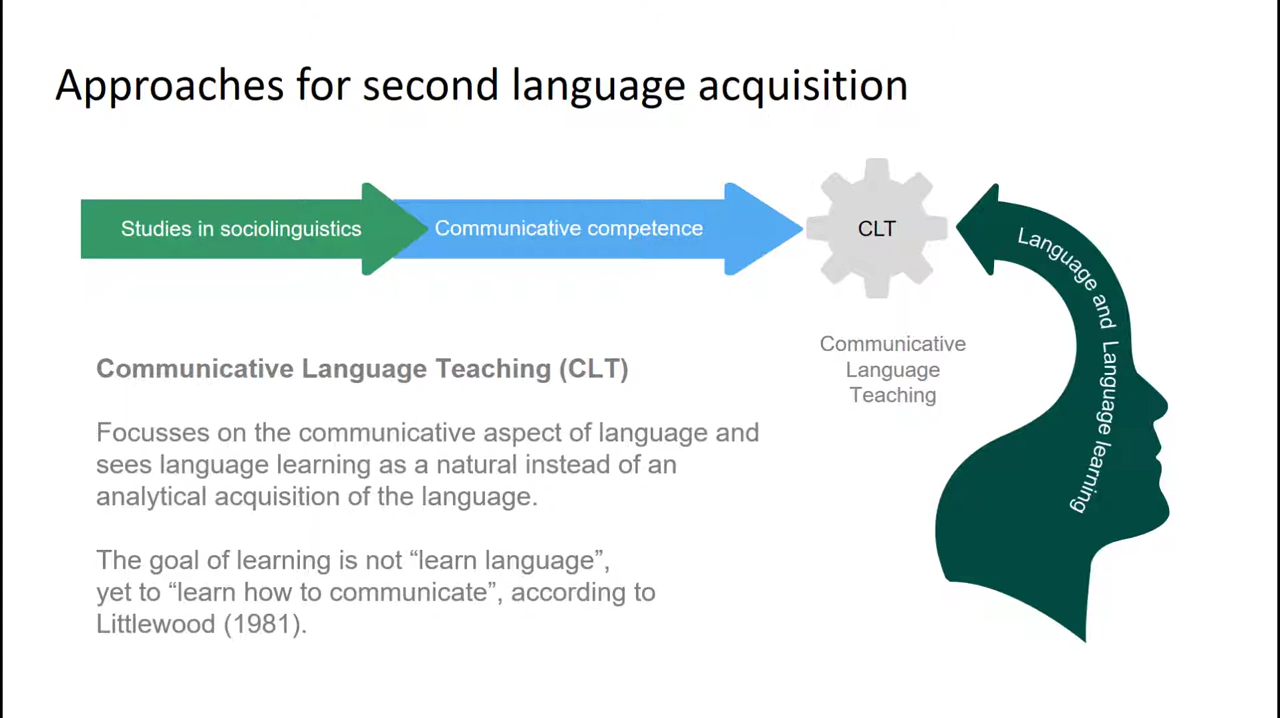 Approaches for second language acquisition
Studies in sociolinguistics
Communicative competence
CLT
Language and Language learning
Communicative
Language
Teaching
Communicative Language Teaching (CLT)
Focusses on the communicative aspect of language and
sees language learning as a natural instead of an
analytical acquisition of the language.
The goal of learning is not “learn language”,
yet to “learn how to communicate”, according to
Littlewood (1981).